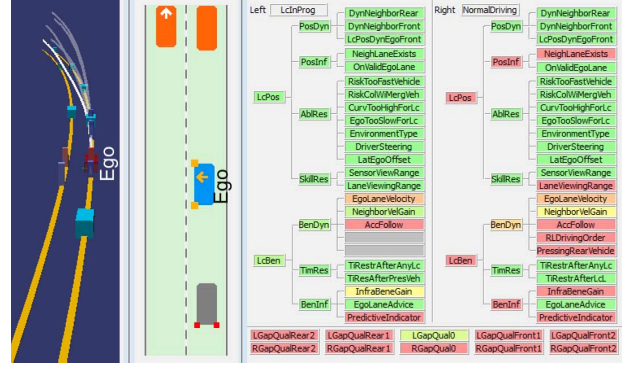 Left LcInProg
Right NormalDriving
LcPos
PosDyn
DynNeighborRear
DynNeighborFront
LcPosDynEgoFront
PosInf
NeighLaneExists
OnValidEgoLane
AblRes
RiskTooFastVehicle
RiskColWiMergVeh
CurvTooHighForLc
EgoTooSlowForLc
EnvironmentType
DriverSteering
LatEgoOffset
SkillRes
SensorViewRange
LaneViewingRange
LcBen
BenDyn
EgoLaneVelocity
NeighborVelGain
AccFollow
TimRes
TiRestrAfterAnyLc
TiResAfterPresVeh
BenInf
InfraBeneGain
EgoLaneAdvice
PredictiveIndicator
LcPos
PosDyn
DynNeighborRear
DynNeighborFront
LcPosDynEgoFront
PosInf
NeighLaneExists
OnValidEgoLane
AblRes
RiskTooFastVehicle
RiskColWiMergVeh
CurvTooHighForLc
EgoTooSlowForLc
EnvironmentType
DriverSteering
LatEgoOffset
SkillRes
SensorViewRange
LaneViewingRange
LcBen
BenDyn
EgoLaneVelocity
NeighborVelGain
AccFollow
RLDrivingOrder
PressingRearVehicle
TimRes
TiRestrAfterAnyLc
TiRestrAfterLcL
BenInf
InfraBeneGain
EgoLaneAdvice
PredictiveIndicator
Ego
Ego
LGapQualRear2 LGapQualRear1 LGapQual0 LGapQualFront1 LGapQualFront2
RGapQualRear2 RGapQualRear1 RGapQual0 RGapQualFront1 RGapQualFront2